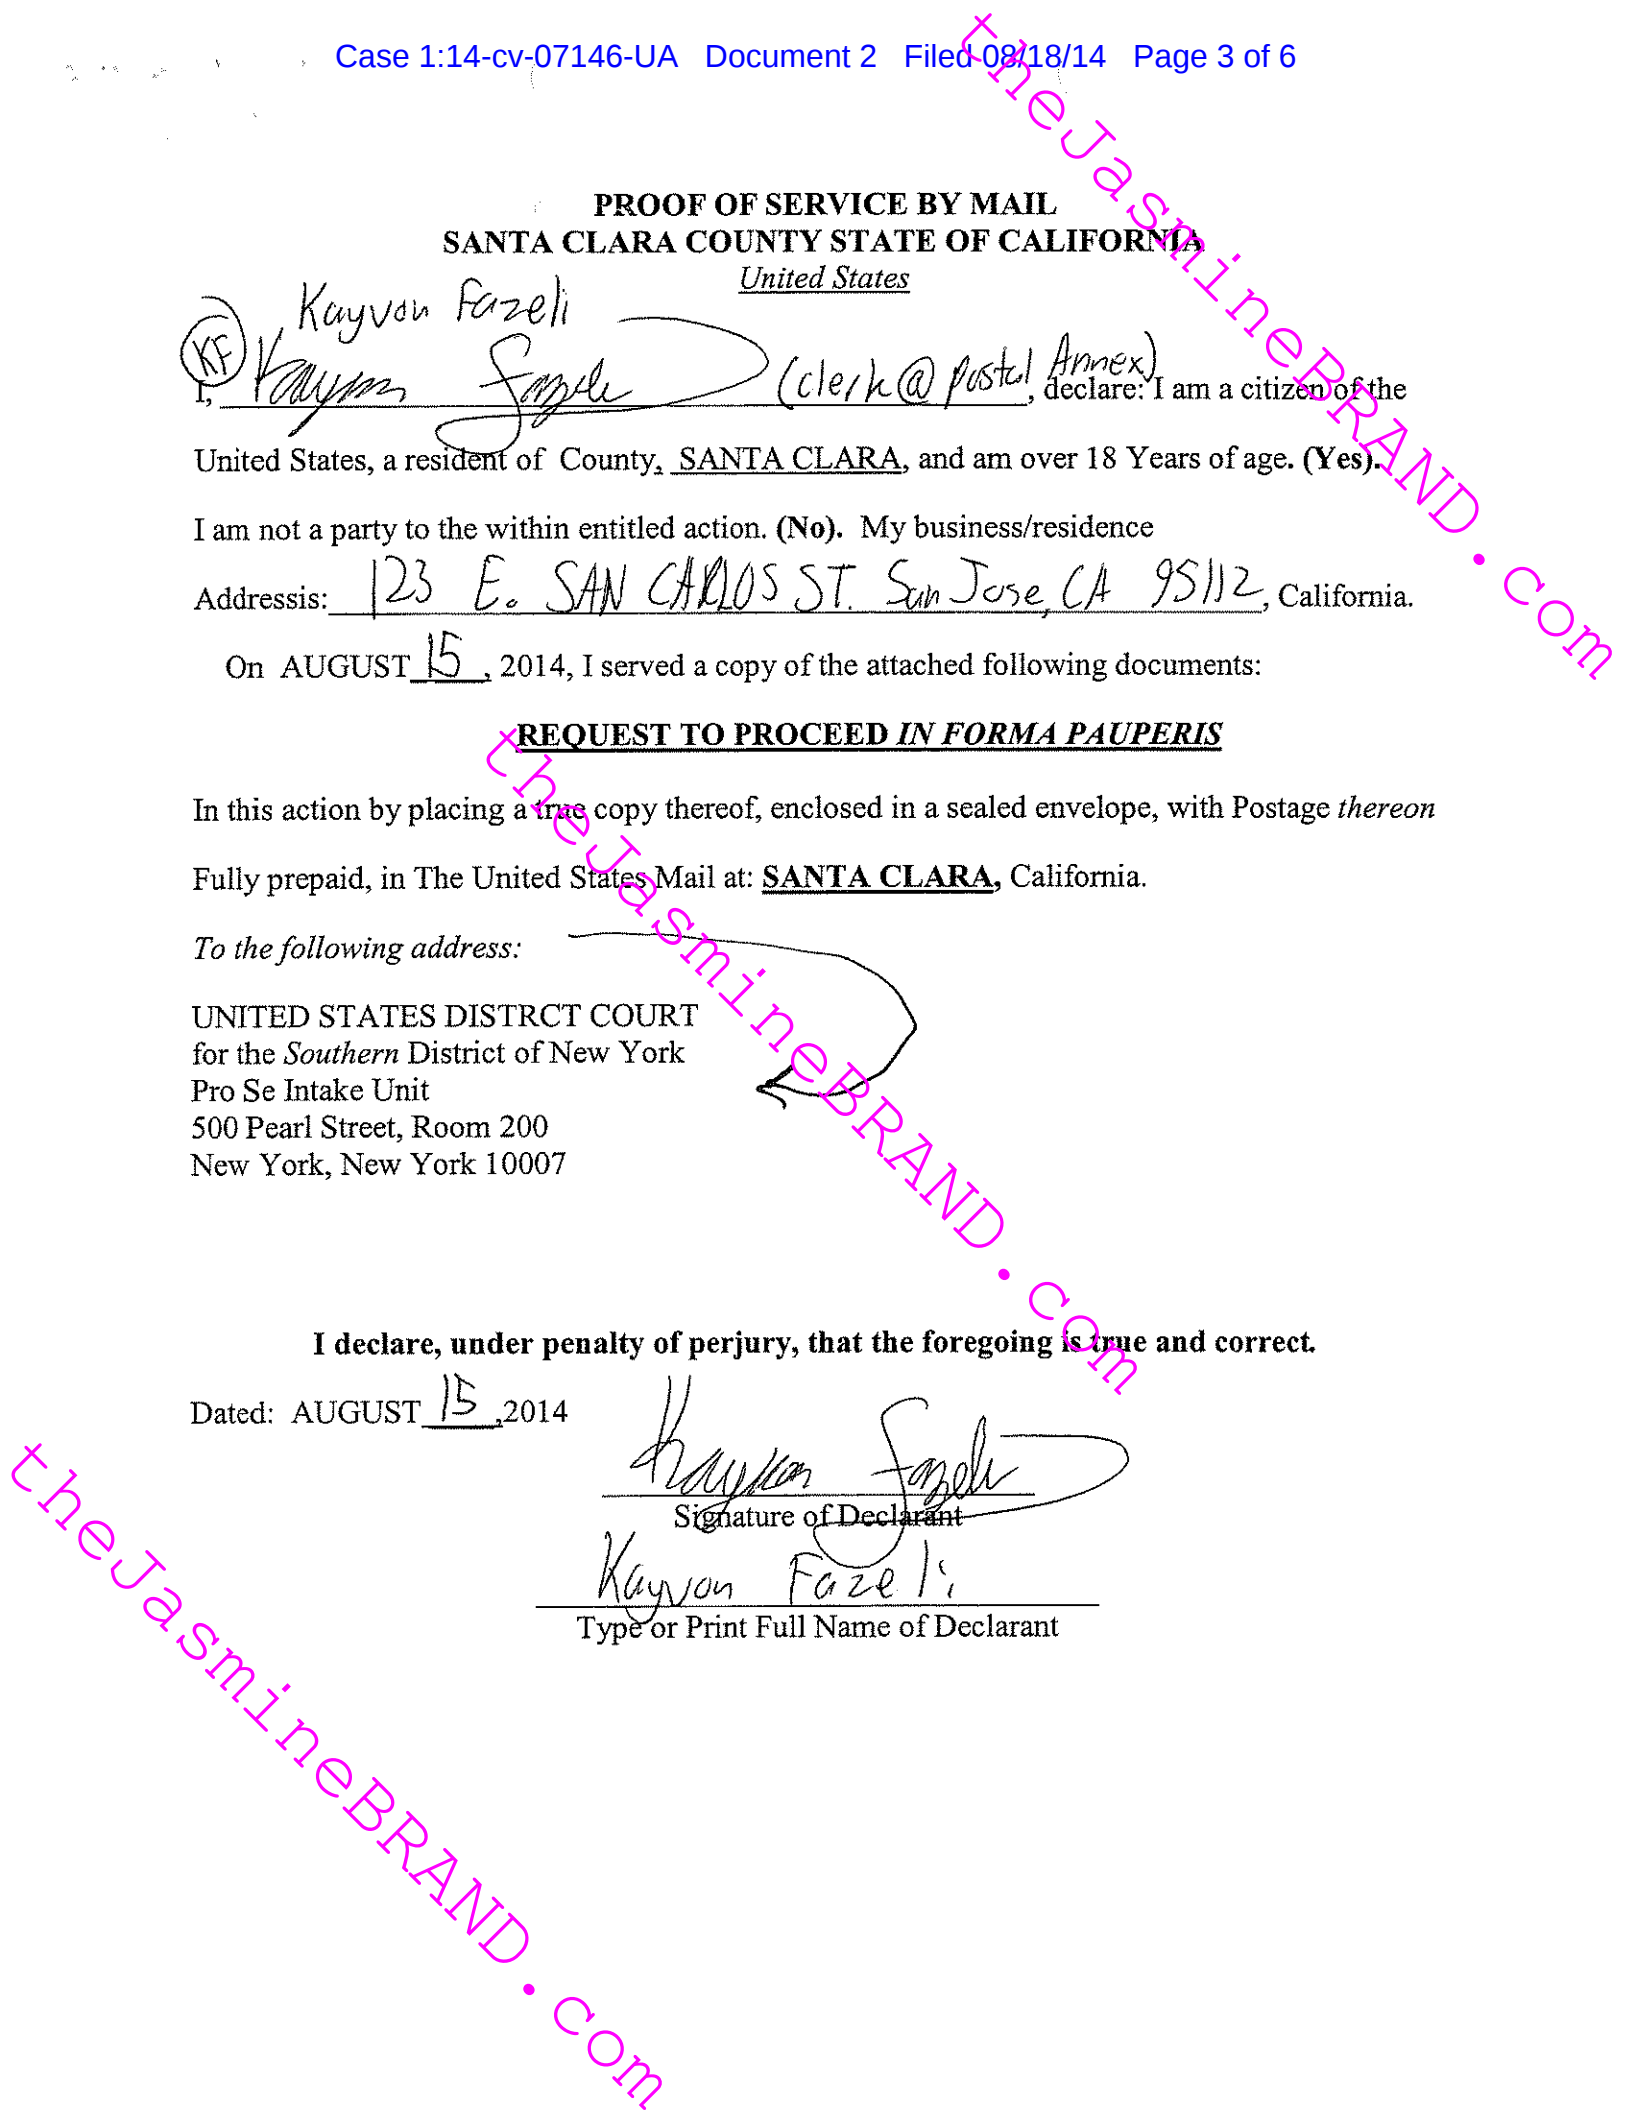 Case 1:14-cv-07146-UA Document 2 Filed 08/18/14 Page 3 of 6
PROOF OF SERVICE BY MAIL
SANTA CLARA COUNTY STATE OF CALIFORNIA
United States
Kayvon Fazeli
KF
I, Kayvon Fazeli (clerk @ Postal Annex), declare: I am a citizen of the
United States, a resident of County, SANTA CLARA, and am over 18 Years of age. (Yes).
I am not a party to the within entitled action. (No). My business/residence
Addressis: 123 E. SAN CARLOS ST. San Jose, CA 95112, California.
On AUGUST 15, 2014, I served a copy of the attached following documents:
REQUEST TO PROCEED IN FORMA PAUPERIS
In this action by placing a true copy thereof, enclosed in a sealed envelope, with Postage thereon
Fully prepaid, in The United States Mail at: SANTA CLARA, California.
To the following address:
UNITED STATES DISTRCT COURT
for the Southern District of New York
Pro Se Intake Unit
500 Pearl Street, Room 200
New York, New York 10007
I declare, under penalty of perjury, that the foregoing is true and correct.
Dated: AUGUST 15,2014
Kayvon Fazeli
Signature of Declarant
Kayvon Fazeli
Type or Print Full Name of Declarant
theJasmineBRAND.com
theJasmineBRAND.com
theJasmineBRAND.com